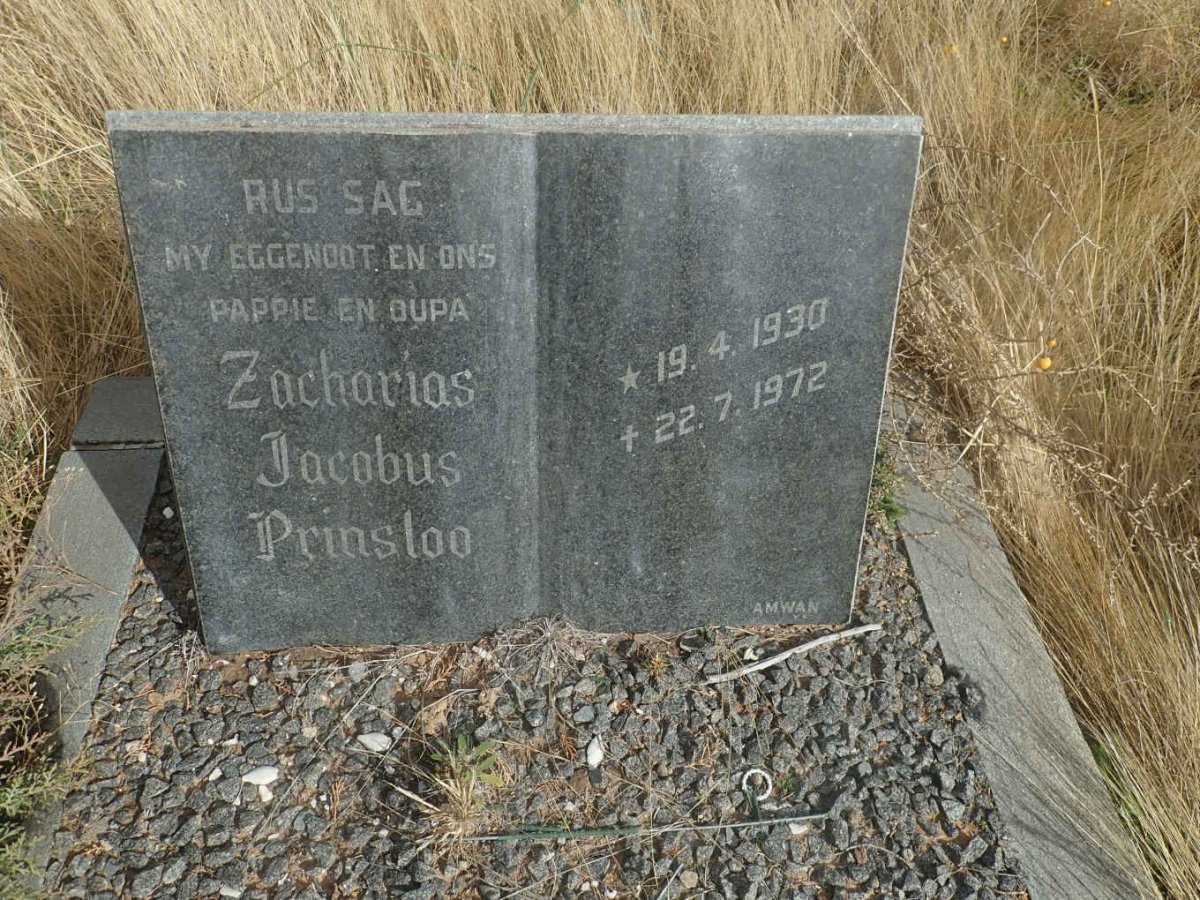 RUS SAG
MY EGGENOOT EN ONS
PAPPIE EN OUPA
Zacharias
Jacobus
Prinsloo
★ 19. 4. 1930
✝ 22. 7. 1972
AMWAN